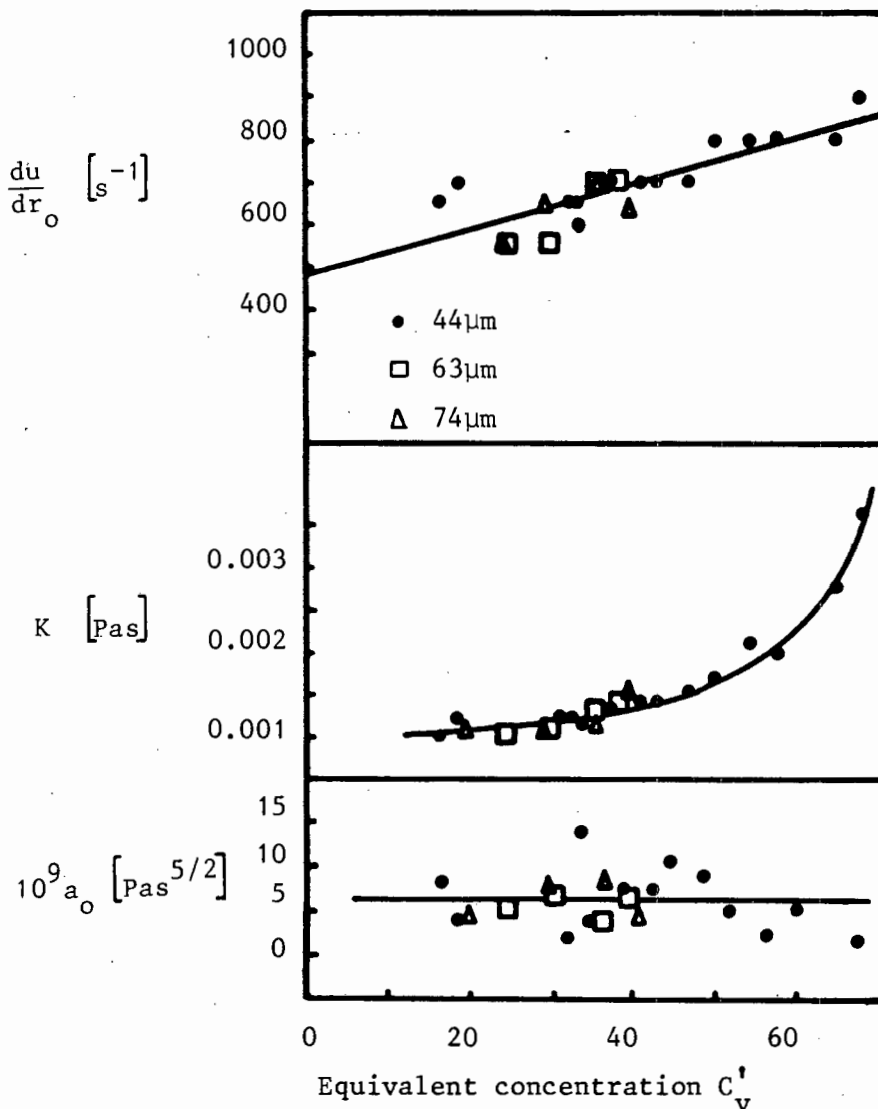 1000
800
du/dr_o [s^-1]
600
400
44μm
63μm
74μm
0.003
K [Pas]
0.002
0.001
15
10
10^9 a_o [Pas^5/2]
5
0
0 20 40 60
Equivalent concentration C'_v